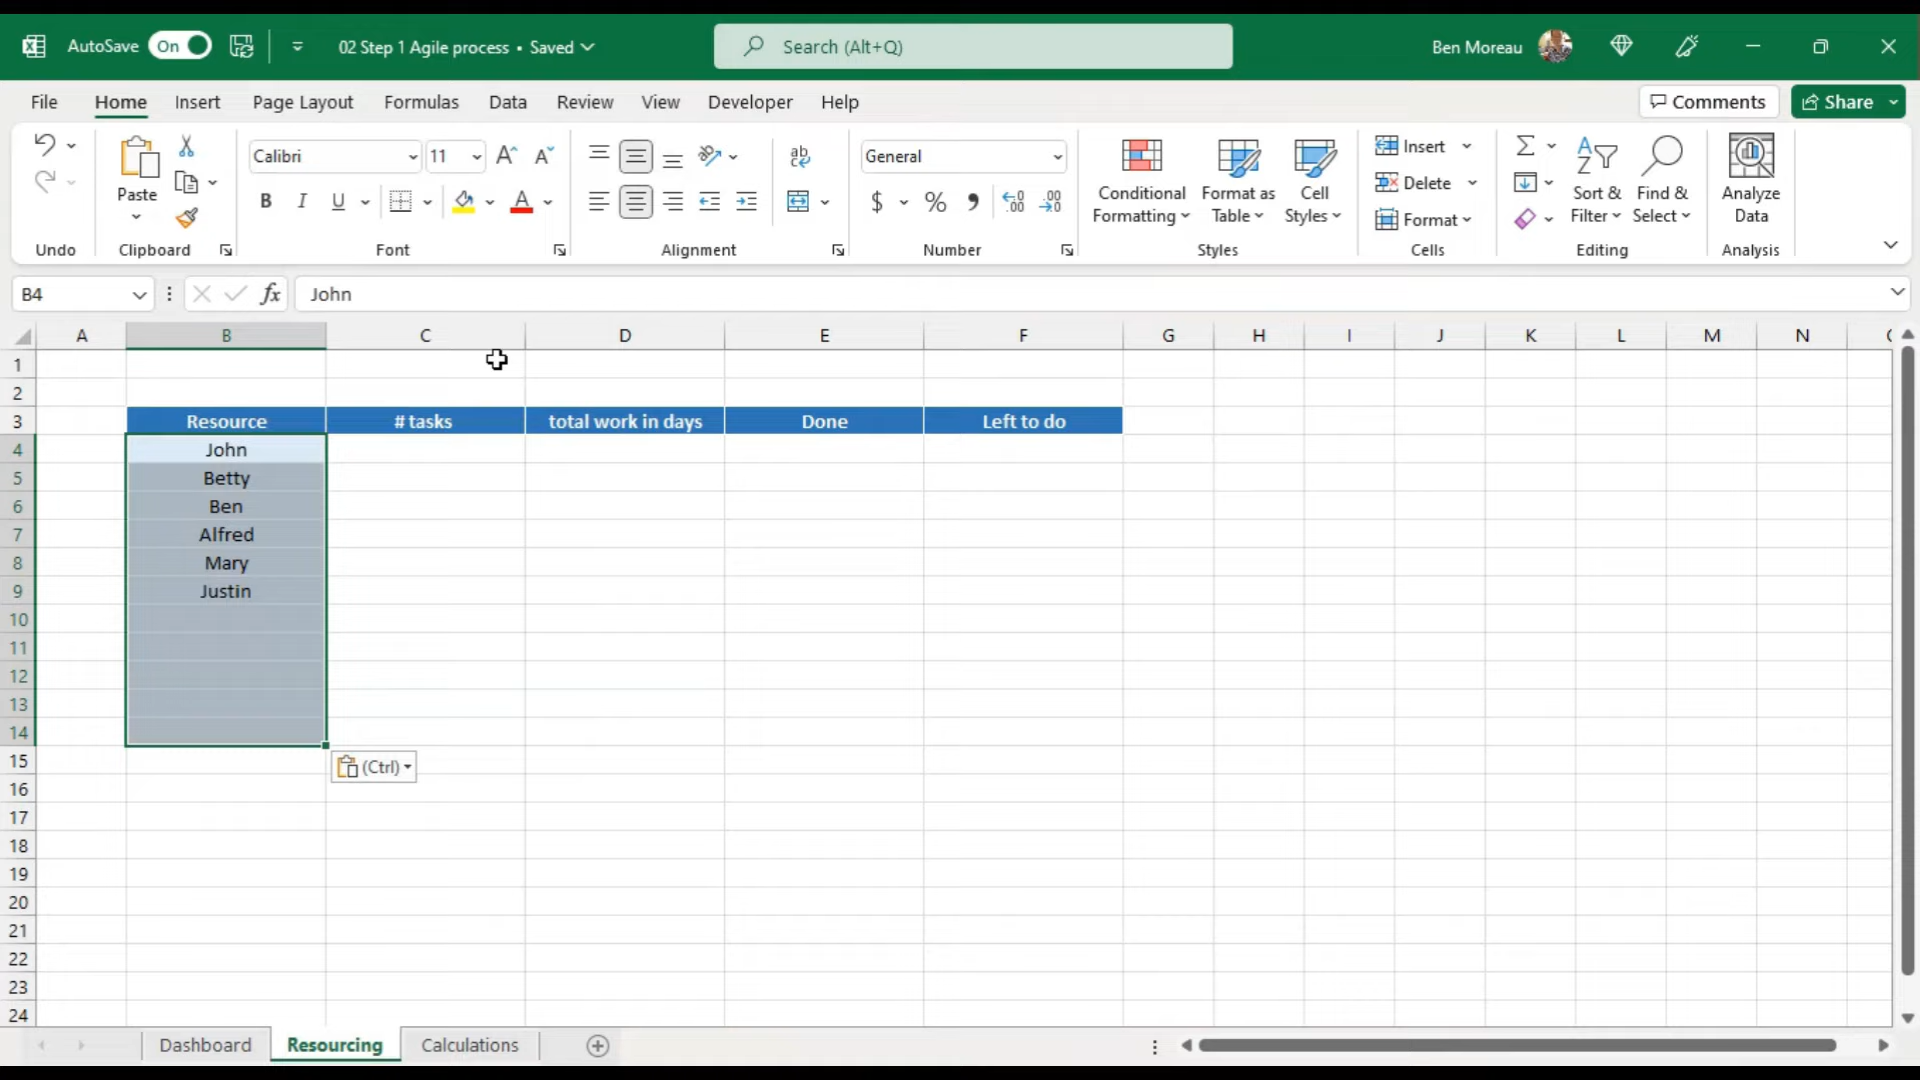 AutoSave On 02 Step 1 Agile process • Saved Search (Alt+Q) Ben Moreau
File Home Insert Page Layout Formulas Data Review View Developer Help Comments Share
Paste
Calibri 11
B I U
ab
General
$ % 9 .00 .00
Conditional Formatting
Format as Table
Cell Styles
Insert
Delete
Format
Sort & Filter
Find & Select
Analyze Data
Undo Clipboard Font Alignment Number Styles Cells Editing Analysis
B4 fx John
A B C D E F G H I J K L M N
1
2
3 Resource # tasks total work in days Done Left to do
4 John
5 Betty
6 Ben
7 Alfred
8 Mary
9 Justin
10
11
12
13
14
15 (Ctrl)
16
17
18
19
20
21
22
23
24
Dashboard Resourcing Calculations